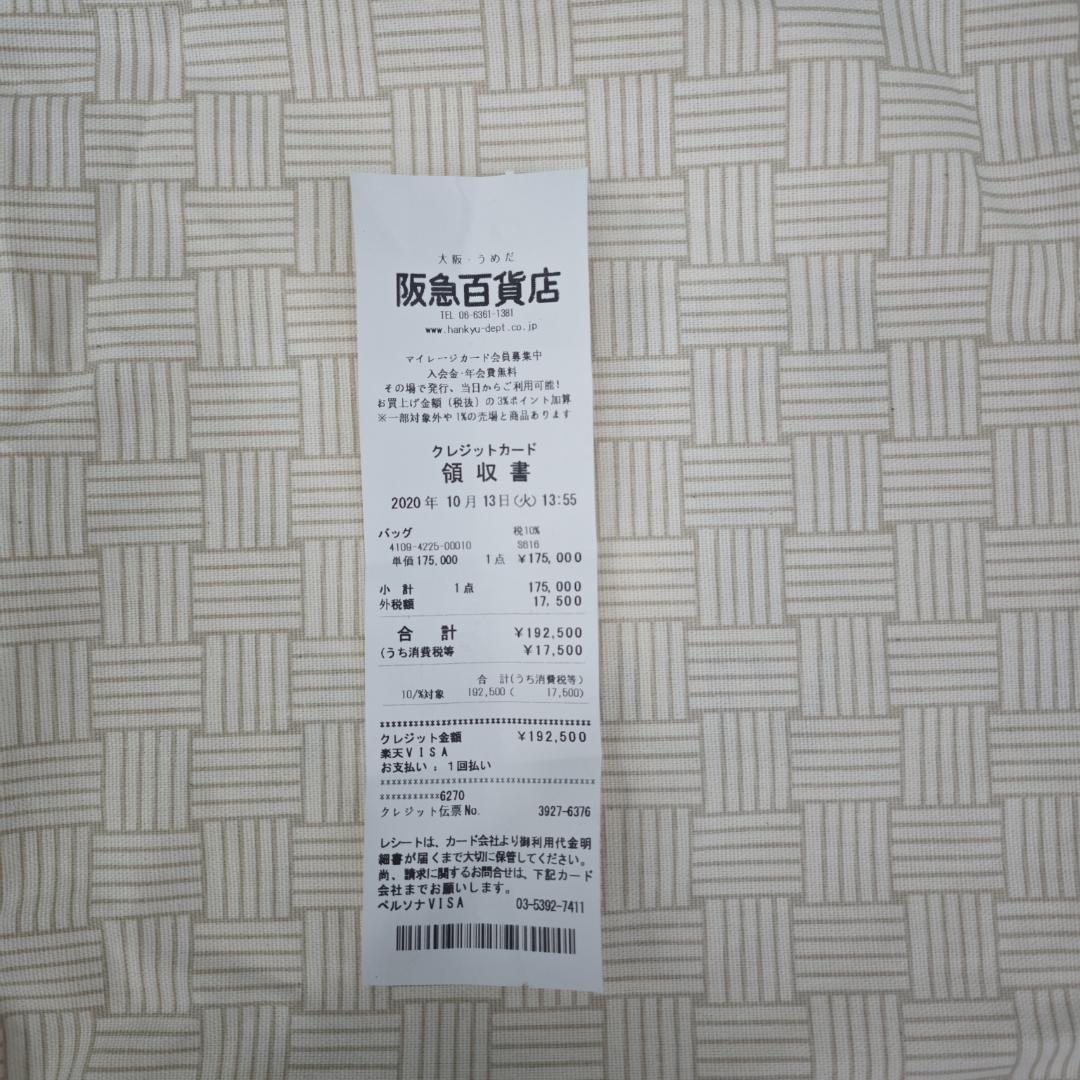 大阪・うめだ
阪急百貨店
TEL 06-6361-1381
www.hankyu-dept.co.jp
マイレージカード会員募集中
入会金・年会費無料
その場で発行、当日からご利用可能!
お買上げ金額（税抜）の3%ポイント加算
※一部対象外や1%の売場と商品あります
クレジットカード
領収書
2020年 10月 13日(火) 13:55
バッグ 税10%
4109-4225-00010 S616
単価175,000 1点 ¥175,000
小 計 1点 175,000
外税額 17,500
合 計 ¥192,500
(うち消費税等 ¥17,500
合 計(うち消費税等)
10/%対象 192,500( 17,500)
クレジット金額 ¥192,500
楽天VISA
お支払い : 1回払い
***********6270
クレジット伝票No. 3927-6376
レシートは、カード会社より御利用代金明
細書が届くまで大切に保管してください。
尚、請求に関するお問合せは、下記カード
会社までお願いします。
ペルソナVISA 03-5392-7411